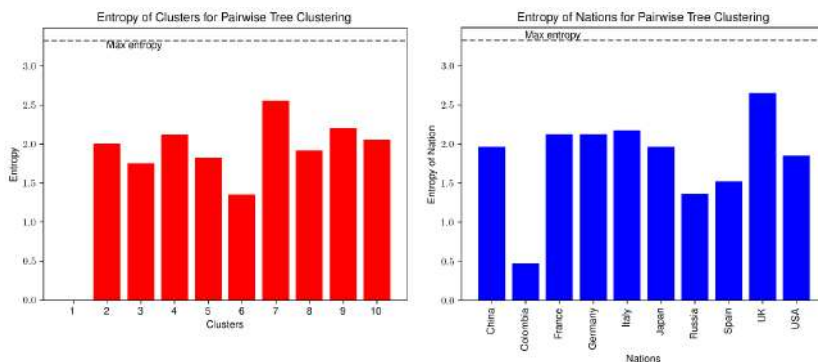 Entropy of Clusters for Pairwise Tree Clustering
Max entropy
3.0
2.5
2.0
1.5
1.0
0.5
0.0
Entropy
1 2 3 4 5 6 7 8 9 10
Clusters
Entropy of Nations for Pairwise Tree Clustering
Max entropy
3.0
2.5
2.0
1.5
1.0
0.5
0.0
Entropy of Nation
China
Colombia
France
Germany
Italy
Japan
Russia
Spain
UK
USA
Nations